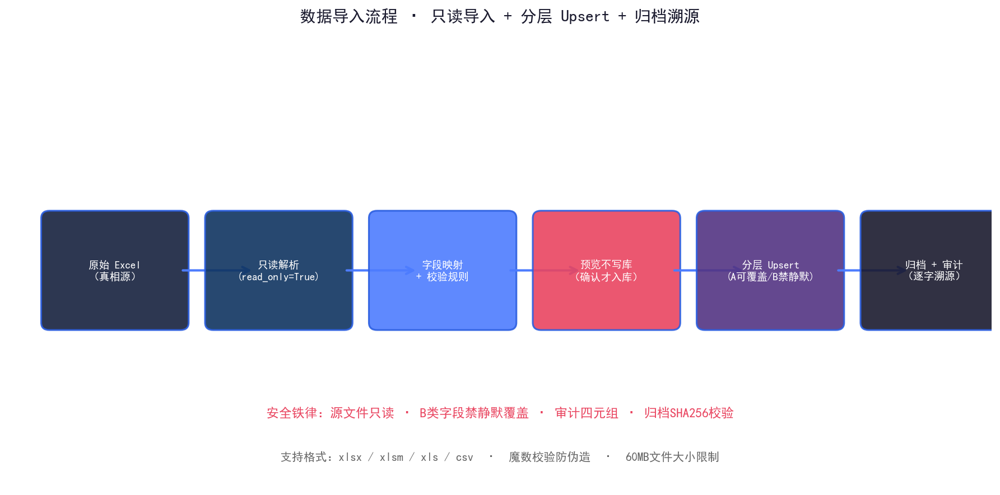 数据导入流程 · 只读导入 + 分层 Upsert + 归档溯源
原始 Excel
（真相源）
只读解析
（read_only=True）
字段映射
+ 校验规则
预览不写库
（确认才入库）
分层 Upsert
（A可覆盖/B禁静默）
归档 + 审计
（逐字溯源）
安全铁律：源文件只读 · B类字段禁静默覆盖 · 审计四元组 · 归档SHA256校验
支持格式：xlsx / xlsm / xls / csv · 魔数校验防伪造 · 60MB文件大小限制